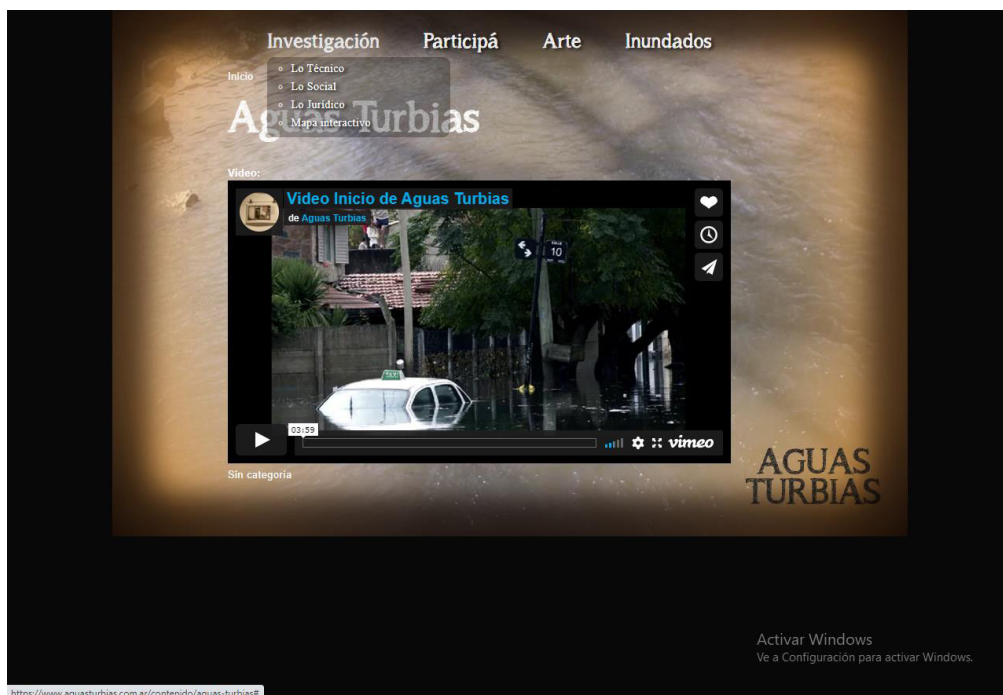 Investigación Participá Arte Inundados
Inicio
Lo Técnico
Lo Social
Lo Jurídico
Mapa interactivo
Aguas Turbias
Video:
Video Inicio de Aguas Turbias
de Aguas Turbias
10
TAXI
03:59
vimeo
Sin categoría
AGUAS
TURBIAS
Activar Windows
Ve a Configuración para activar Windows.
https://www.aguasturbias.com.ar/contenido/aguas-turbias#